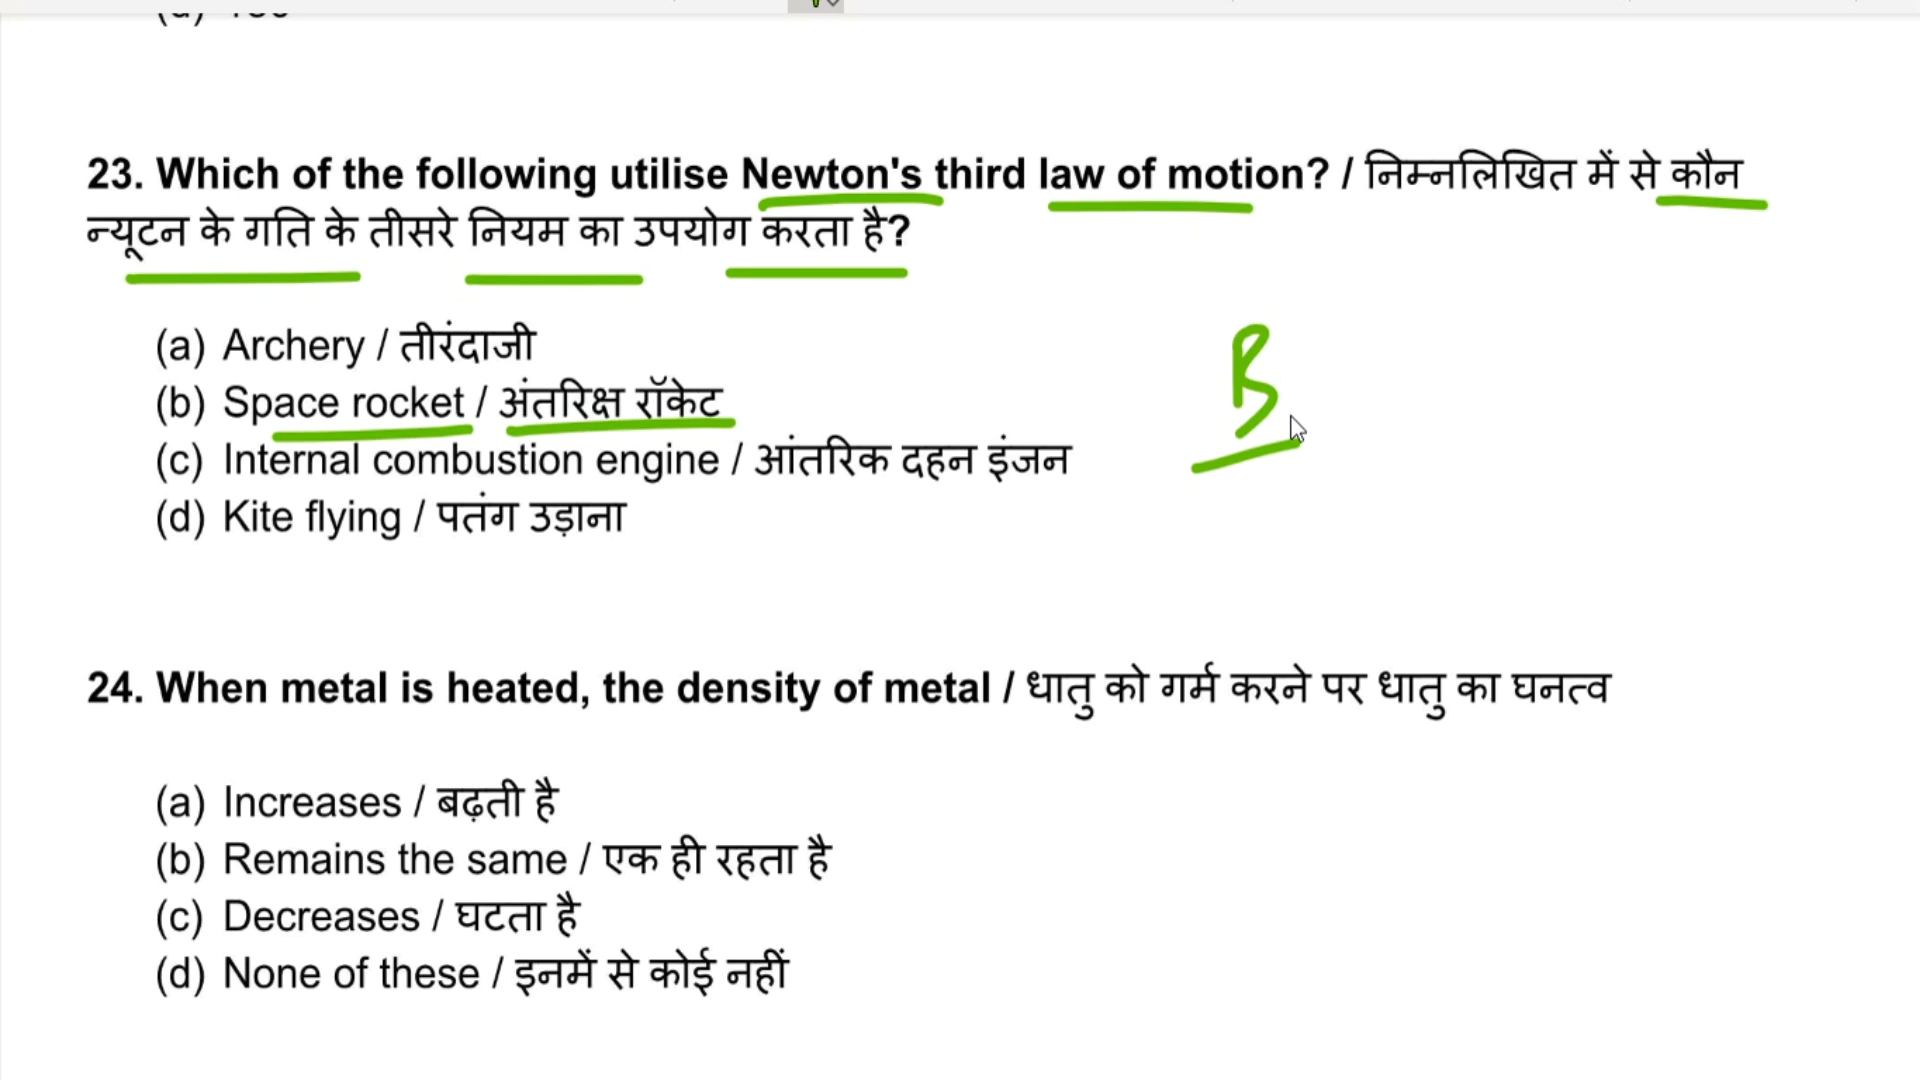 23. Which of the following utilise Newton's third law of motion? / निम्नलिखित में से कौन
न्यूटन के गति के तीसरे नियम का उपयोग करता है?
(a) Archery / तीरंदाजी
(b) Space rocket / अंतरिक्ष रॉकेट
B
(c) Internal combustion engine / आंतरिक दहन इंजन
(d) Kite flying / पतंग उड़ाना
24. When metal is heated, the density of metal / धातु को गर्म करने पर धातु का घनत्व
(a) Increases / बढ़ती है
(b) Remains the same / एक ही रहता है
(c) Decreases / घटता है
(d) None of these / इनमें से कोई नहीं